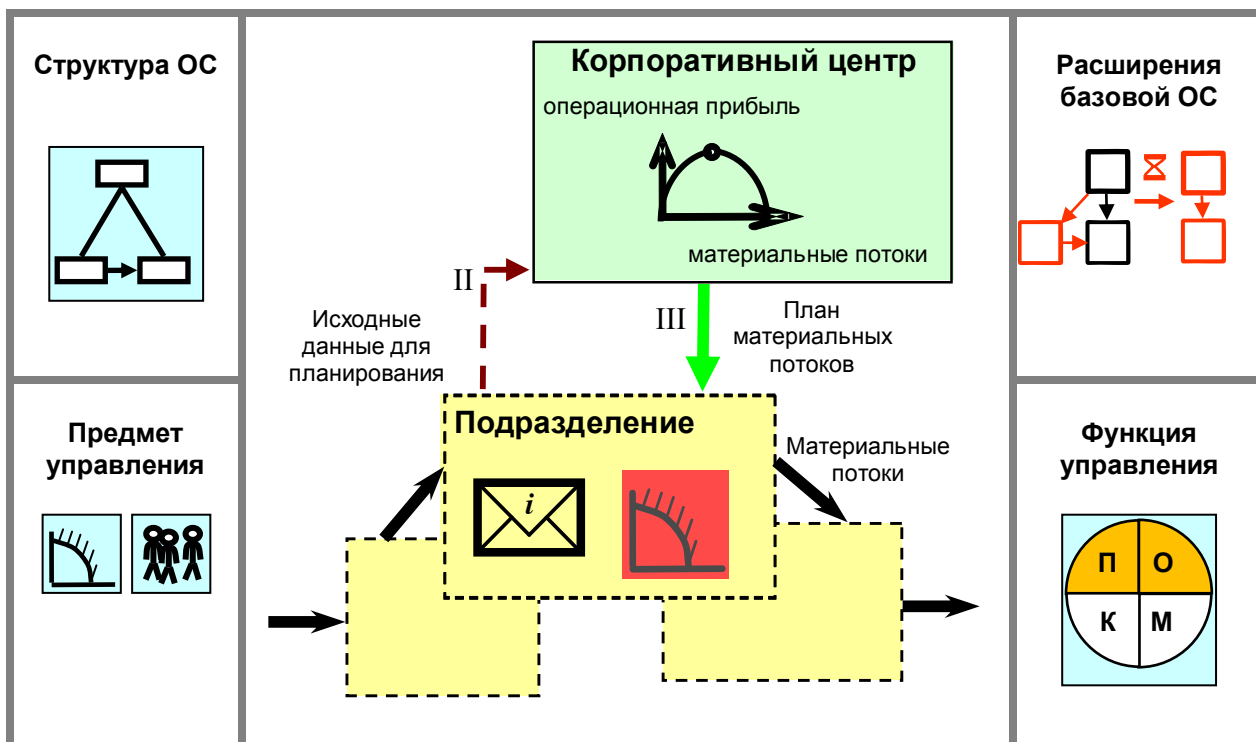 Структура ОС
Предмет
управления
Корпоративный центр
операционная прибыль
материальные потоки
II
III
Исходные
данные для
планирования
План
материальных
потоков
Подразделение
i
Материальные
потоки
Расширения
базовой ОС
Функция
управления
П О
К М